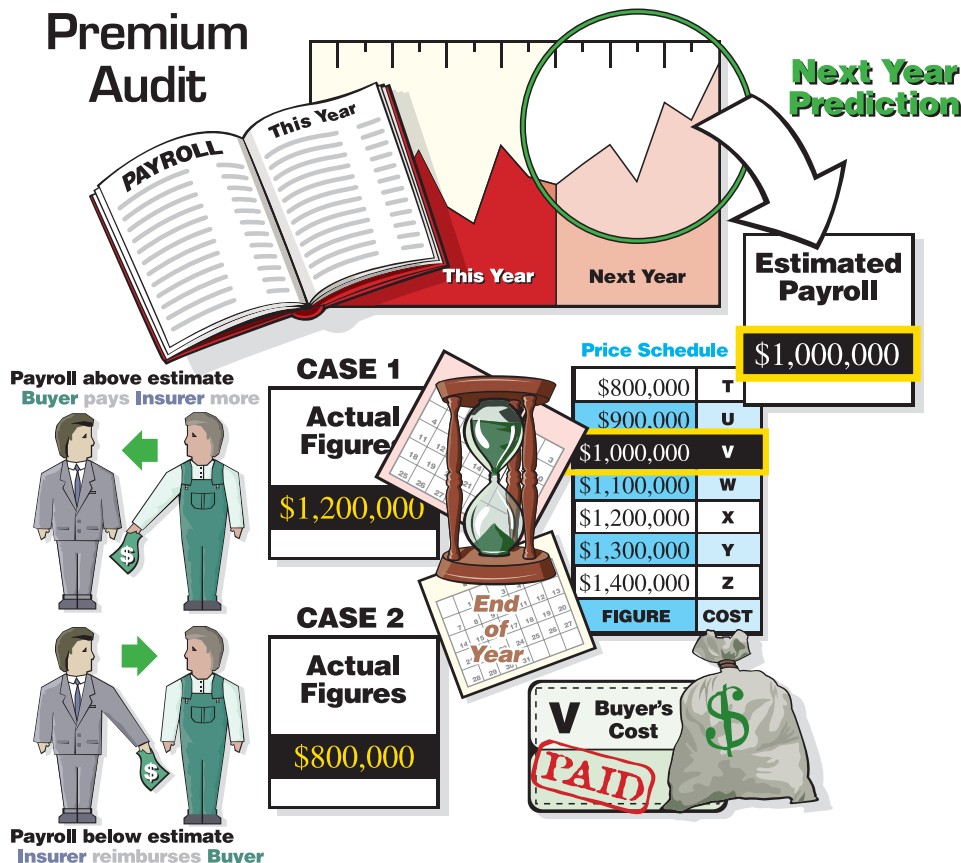 Premium
Audit
PAYROLL
This Year
Next Year
Prediction
This Year
Next Year
Estimated
Payroll
$1,000,000
Price Schedule
$800,000 T
$900,000 U
$1,000,000 V
$1,100,000 W
$1,200,000 X
$1,300,000 Y
$1,400,000 Z
FIGURE COST
Payroll above estimate
Buyer pays Insurer more
$
CASE 1
Actual
Figures
$1,200,000
End
of
Year
CASE 2
Actual
Figures
$800,000
$
Payroll below estimate
Insurer reimburses Buyer
V Buyer's
Cost
PAID
$